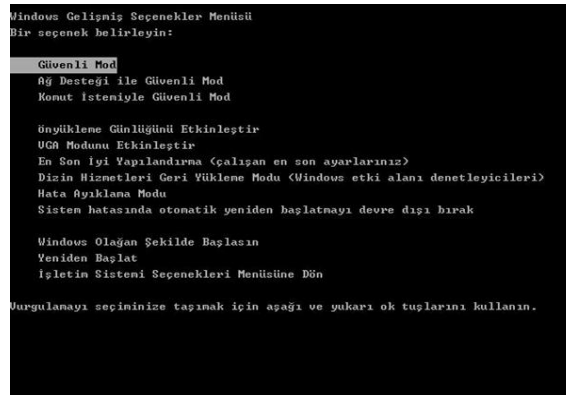 Windows Gelişmiş Seçenekler Menüsü
Bir seçenek belirleyin:
Güvenli Mod
Ağ Desteği ile Güvenli Mod
Komut İstemiyle Güvenli Mod
önyükleme Günlüğünü Etkinleştir
VGA Modunu Etkinleştir
En Son İyi Yapılandırma (çalışan en son ayarlarınız)
Dizin Hizmetleri Geri Yükleme Modu (Windows etki alanı denetleyicileri)
Hata Ayıklama Modu
Sistem hatasında otomatik yeniden başlatmayı devre dışı bırak
Windows Olağan Şekilde Başlasın
Yeniden Başlat
İşletim Sistemi Seçenekleri Menüsüne Dön
Vurgulamayı seçiminize taşımak için aşağı ve yukarı ok tuşlarını kullanın.